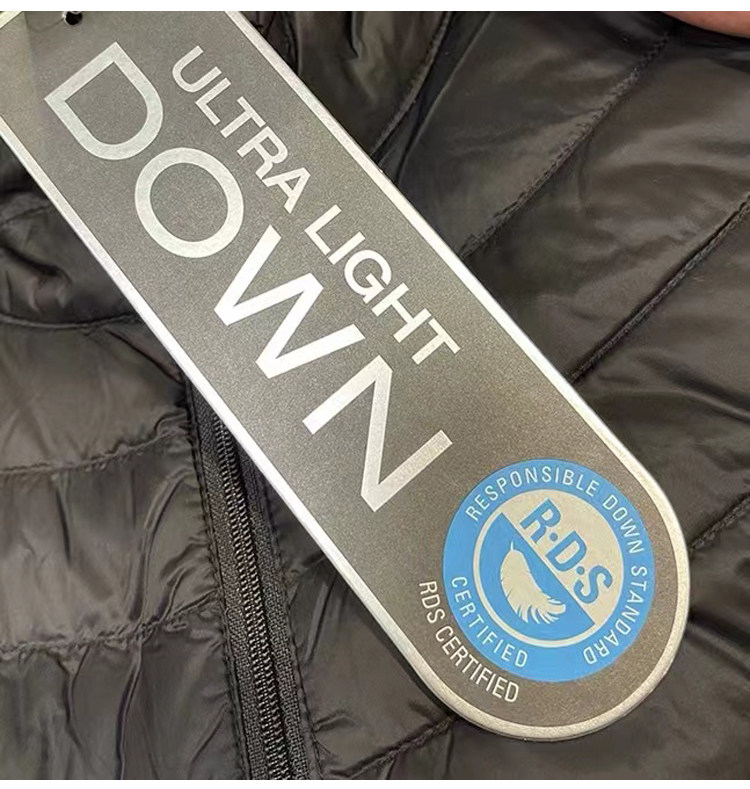 ULTRA LIGHT
DOWN
RESPONSIBLE DOWN STANDARD
R·D·S
CERTIFIED
RDS CERTIFIED